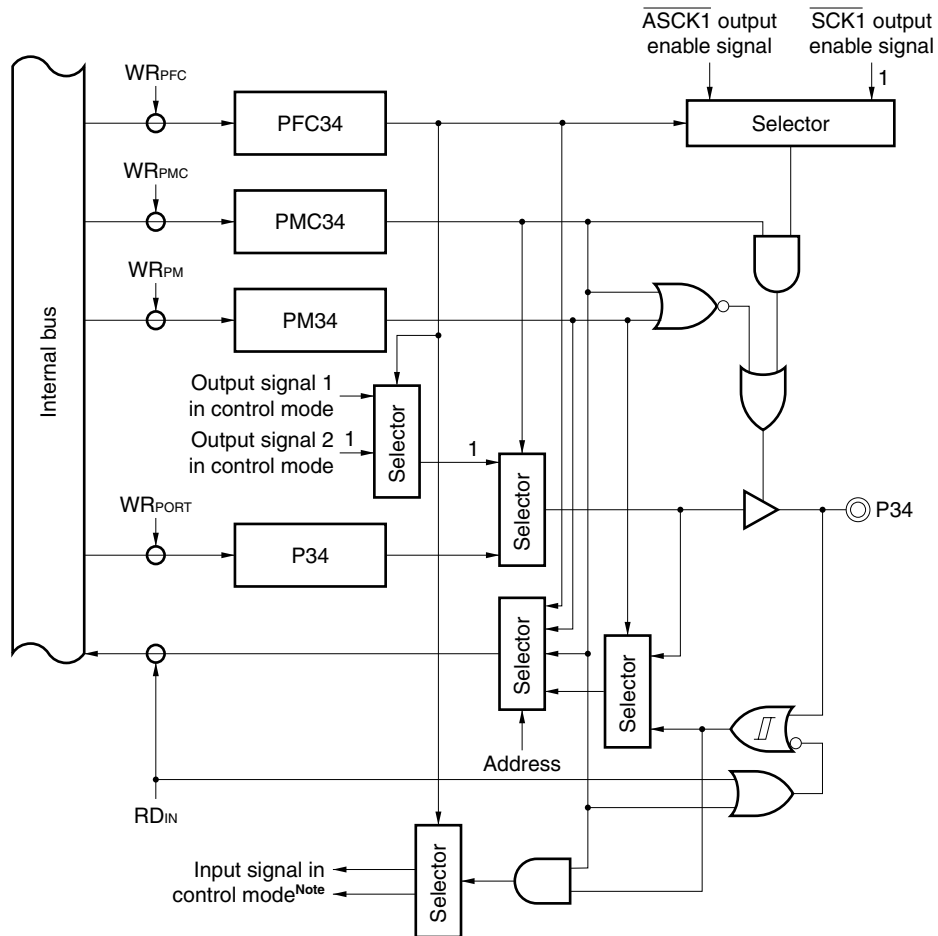 ASCK1 output
enable signal
SCK1 output
enable signal
1
WRPFC
PFC34
Selector
WRPMC
PMC34
WRPM
PM34
Internal bus
Output signal 1
in control mode
Output signal 2
in control mode
1
Selector
1
Selector
WRPORT
P34
P34
Selector
Selector
Address
RDIN
Input signal in
control modeNote
Selector